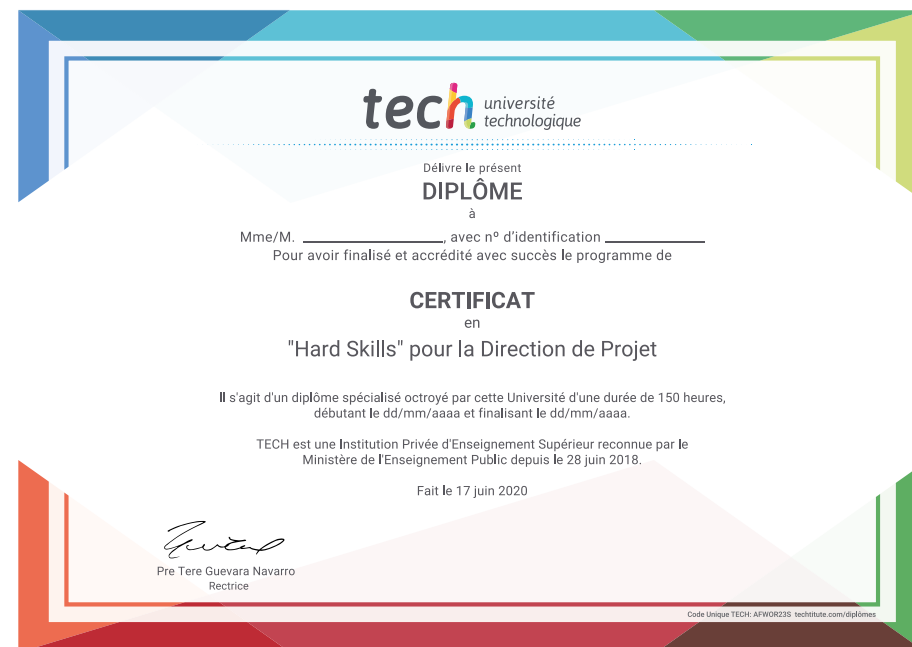 tech université
technologique
Délivre le présent
DIPLÔME
à
Mme/M. ____________________, avec nº d'identification ______________
Pour avoir finalisé et accrédité avec succès le programme de
CERTIFICAT
en
"Hard Skills" pour la Direction de Projet
Il s'agit d'un diplôme spécialisé octroyé par cette Université d'une durée de 150 heures,
débutant le dd/mm/aaaa et finalisant le dd/mm/aaaa.
TECH est une Institution Privée d'Enseignement Supérieur reconnue par le
Ministère de l'Enseignement Public depuis le 28 juin 2018.
Fait le 17 juin 2020
Pre Tere Guevara Navarro
Rectrice
Code Unique TECH: AFWOR23S techtitute.com/diplômes